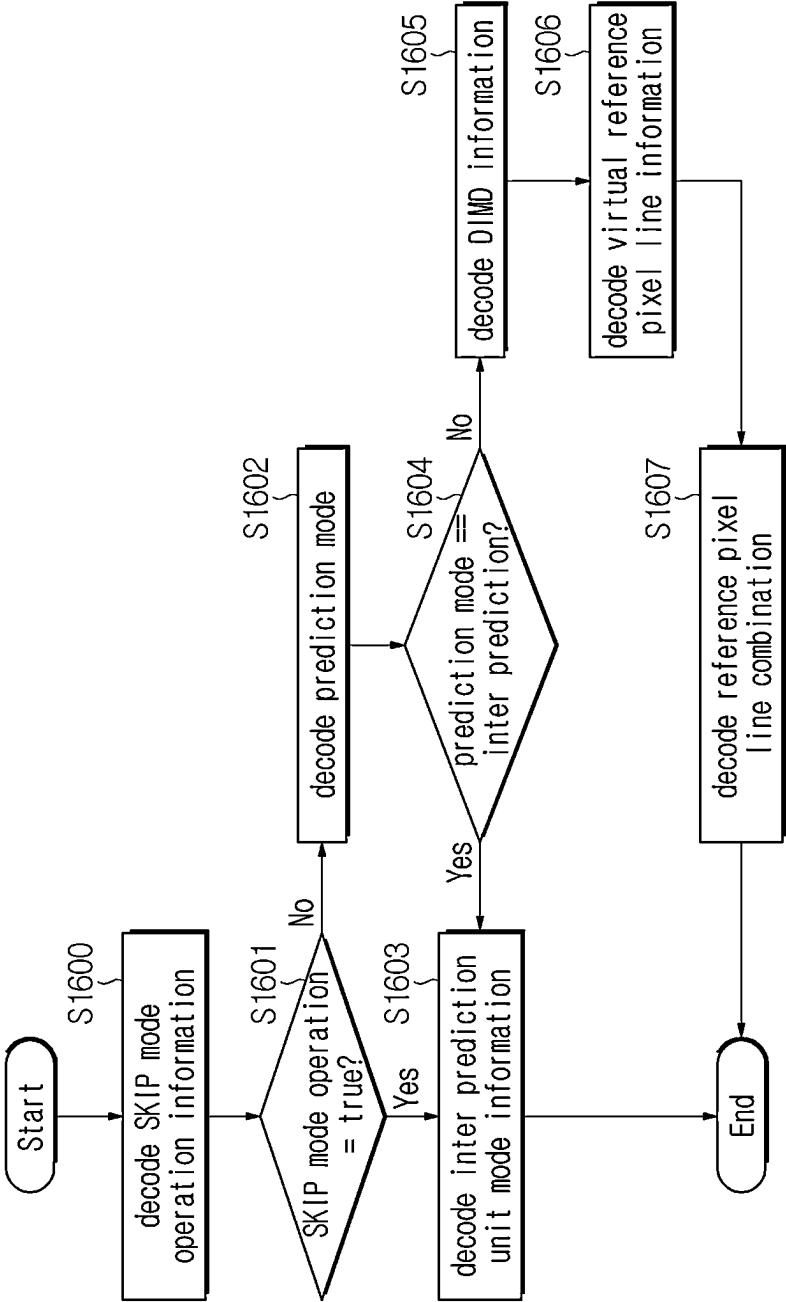 Start
S1600
decode SKIP mode
operation information
S1601
SKIP mode operation
= true?
No
Yes
S1602
decode prediction mode
S1603
decode inter prediction
unit mode information
S1604
prediction mode ==
inter prediction?
Yes
No
S1605
decode DIMD information
S1606
decode virtual reference
pixel line information
S1607
decode reference pixel
line combination
End